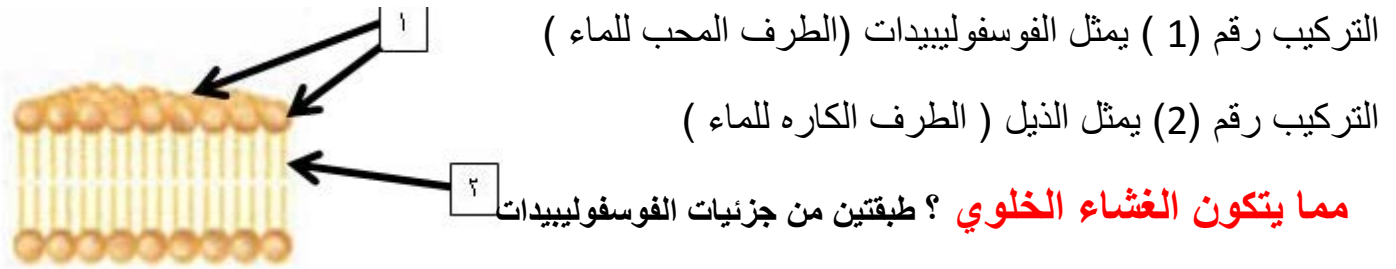 ١
التركيب رقم (1 ) يمثل الفوسفوليبيدات (الطرف المحب للماء )
التركيب رقم (2) يمثل الذيل ( الطرف الكاره للماء )
٢
مما يتكون الغشاء الخلوي ؟ طبقتين من جزئيات الفوسفوليبيدات